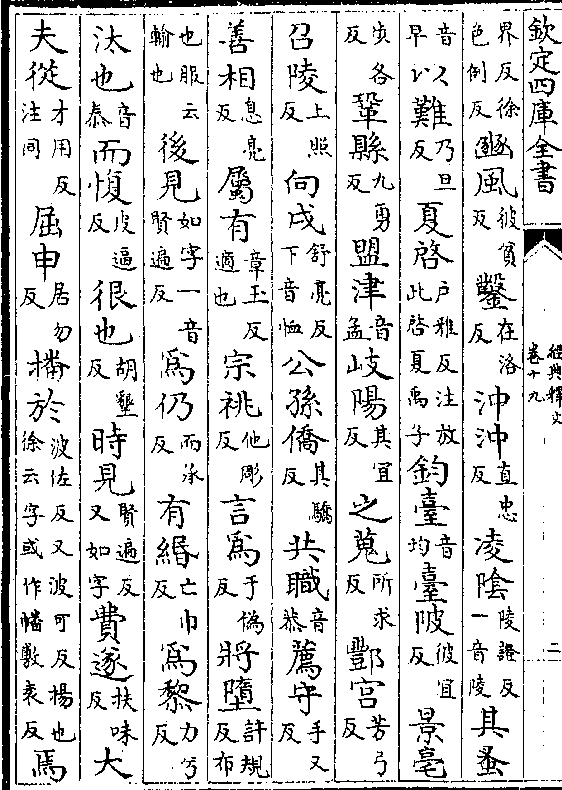 欽定四庫全書
經典釋文
卷十九
二
界反徐色例反豳風彼貧反鑿在洛反沖沖直忠反凌陰陵證反一音陵其蚤
音早以難乃旦反夏啓戶雅反注放此啓夏禹子鈞臺音均臺陂彼宜反景亳
步各反鞏縣九勇反盟津音孟岐陽其宜反之蒐所求反酆宮芳弓反
召陵上照反向戌舒亮反下音恤公孫僑其驕反共職音恭薦守手又反
善相息亮反屬有章玉反適也宗祧他彫反言爲于偽反將墮許規反布
也服云輸也後見如字一音賢遍反爲仍而承反有緡亡巾反爲黎力兮反
汰也音泰而愎皮逼反很也胡墾反時見賢遍反又如字費遂扶味反大
夫從才用反注同屈申居勿反播於波佐反又波可反揚也徐云字或作幡敷袁反焉